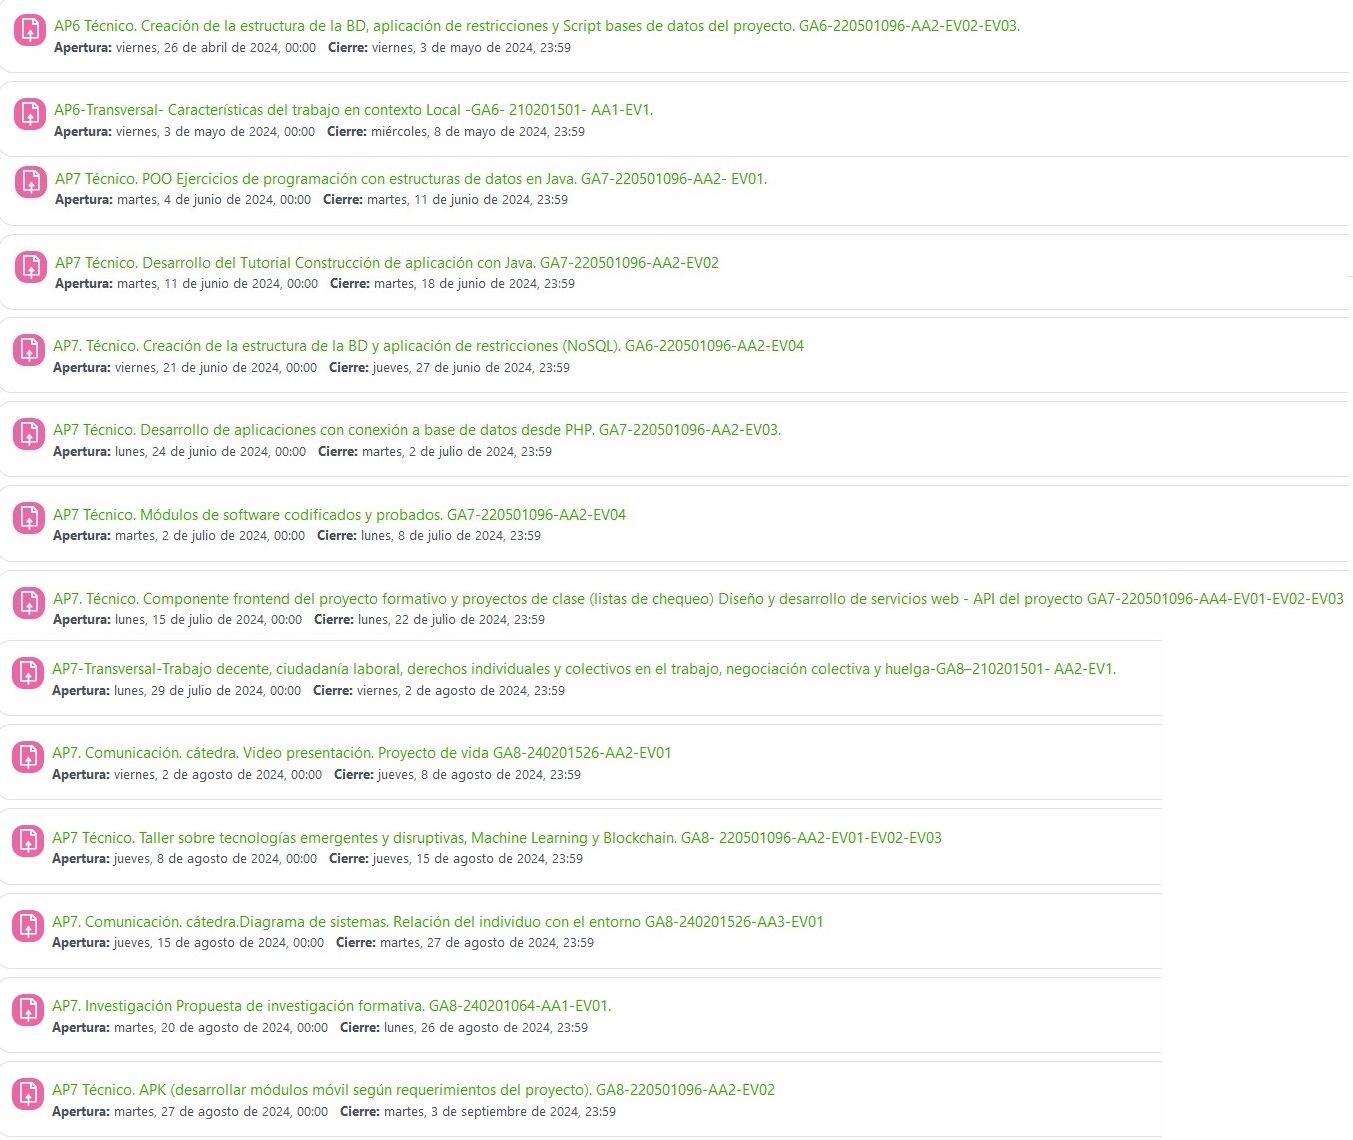 AP6 Técnico. Creación de la estructura de la BD, aplicación de restricciones y Script bases de datos del proyecto. GA6-220501096-AA2-EV02-EV03.
Apertura: viernes, 26 de abril de 2024, 00:00 Cierre: viernes, 3 de mayo de 2024, 23:59
AP6-Transversal- Características del trabajo en contexto Local -GA6- 210201501- AA1-EV1.
Apertura: viernes, 3 de mayo de 2024, 00:00 Cierre: miércoles, 8 de mayo de 2024, 23:59
AP7 Técnico. POO Ejercicios de programación con estructuras de datos en Java. GA7-220501096-AA2- EV01.
Apertura: martes, 4 de junio de 2024, 00:00 Cierre: martes, 11 de junio de 2024, 23:59
AP7 Técnico. Desarrollo del Tutorial Construcción de aplicación con Java. GA7-220501096-AA2-EV02
Apertura: martes, 11 de junio de 2024, 00:00 Cierre: martes, 18 de junio de 2024, 23:59
AP7. Técnico. Creación de la estructura de la BD y aplicación de restricciones (NoSQL). GA6-220501096-AA2-EV04
Apertura: viernes, 21 de junio de 2024, 00:00 Cierre: jueves, 27 de junio de 2024, 23:59
AP7 Técnico. Desarrollo de aplicaciones con conexión a base de datos desde PHP. GA7-220501096-AA2-EV03.
Apertura: lunes, 24 de junio de 2024, 00:00 Cierre: martes, 2 de julio de 2024, 23:59
AP7 Técnico. Módulos de software codificados y probados. GA7-220501096-AA2-EV04
Apertura: martes, 2 de julio de 2024, 00:00 Cierre: lunes, 8 de julio de 2024, 23:59
AP7. Técnico. Componente frontend del proyecto formativo y proyectos de clase (listas de chequeo) Diseño y desarrollo de servicios web - API del proyecto GA7-220501096-AA4-EV01-EV02-EV03
Apertura: lunes, 15 de julio de 2024, 00:00 Cierre: lunes, 22 de julio de 2024, 23:59
AP7-Transversal-Trabajo decente, ciudadanía laboral, derechos individuales y colectivos en el trabajo, negociación colectiva y huelga-GA8–210201501- AA2-EV1.
Apertura: lunes, 29 de julio de 2024, 00:00 Cierre: viernes, 2 de agosto de 2024, 23:59
AP7. Comunicación. cátedra. Video presentación. Proyecto de vida GA8-240201526-AA2-EV01
Apertura: viernes, 2 de agosto de 2024, 00:00 Cierre: jueves, 8 de agosto de 2024, 23:59
AP7 Técnico. Taller sobre tecnologías emergentes y disruptivas, Machine Learning y Blockchain. GA8- 220501096-AA2-EV01-EV02-EV03
Apertura: jueves, 8 de agosto de 2024, 00:00 Cierre: jueves, 15 de agosto de 2024, 23:59
AP7. Comunicación. cátedra.Diagrama de sistemas. Relación del individuo con el entorno GA8-240201526-AA3-EV01
Apertura: jueves, 15 de agosto de 2024, 00:00 Cierre: martes, 27 de agosto de 2024, 23:59
AP7. Investigación Propuesta de investigación formativa. GA8-240201064-AA1-EV01.
Apertura: martes, 20 de agosto de 2024, 00:00 Cierre: lunes, 26 de agosto de 2024, 23:59
AP7 Técnico. APK (desarrollar módulos móvil según requerimientos del proyecto). GA8-220501096-AA2-EV02
Apertura: martes, 27 de agosto de 2024, 00:00 Cierre: martes, 3 de septiembre de 2024, 23:59